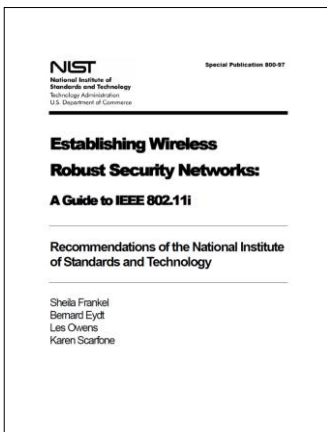 NIST
National Institute of
Standards and Technology
Technology Administration
U.S. Department of Commerce
Special Publication 800-97
Establishing Wireless
Robust Security Networks:
A Guide to IEEE 802.11i
Recommendations of the National Institute
of Standards and Technology
Sheila Frankel
Bernard Eydt
Les Owens
Karen Scarfone